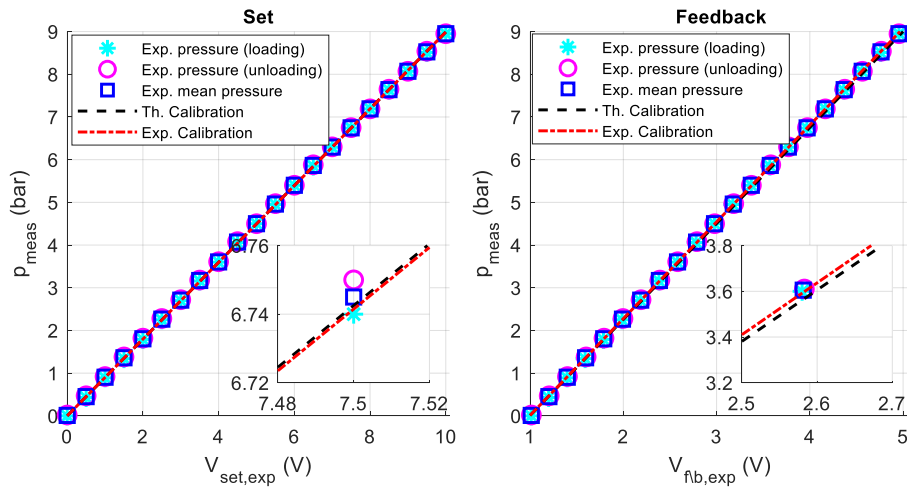 Set
Exp. pressure (loading)
Exp. pressure (unloading)
Exp. mean pressure
Th. Calibration
Exp. Calibration
9
8
7
6
5
4
3
2
1
0
p_meas (bar)
6.76
6.74
6.72
7.48 7.5 7.52
0 2 4 6 8 10
V_set,exp (V)
Feedback
Exp. pressure (loading)
Exp. pressure (unloading)
Exp. mean pressure
Th. Calibration
Exp. Calibration
9
8
7
6
5
4
3
2
1
0
p_meas (bar)
3.8
3.6
3.4
3.2
2.5 2.6 2.7
1 2 3 4 5
V_f\b,exp (V)